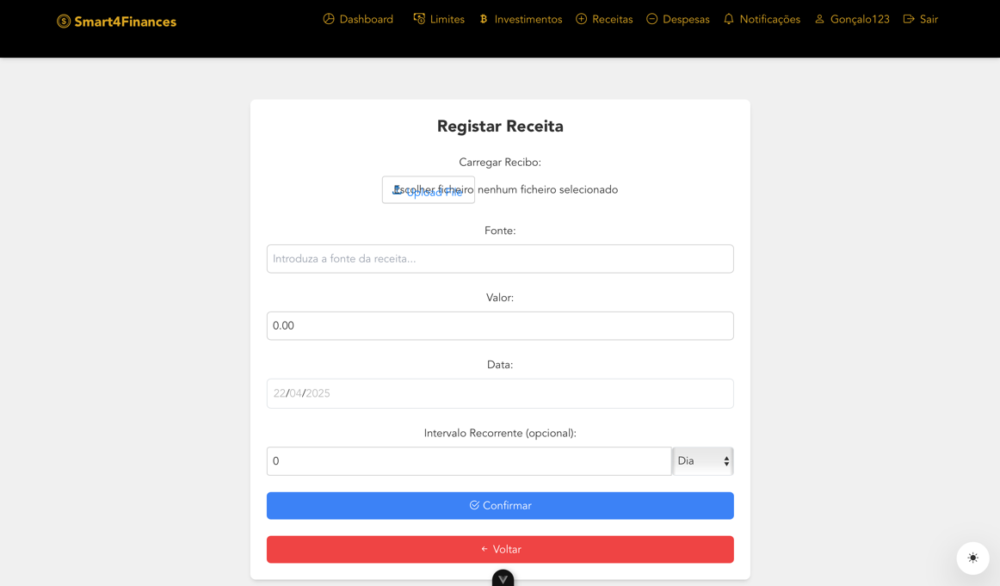 Smart4Finances
Dashboard Limites Investimentos Receitas Despesas Notificações Gonçalo123 Sair
Registar Receita
Carregar Recibo:
Upload File
Escolher ficheiro nenhum ficheiro selecionado
Fonte:
Introduza a fonte da receita...
Valor:
0.00
Data:
22/04/2025
Intervalo Recorrente (opcional):
0 Dia
Confirmar
Voltar